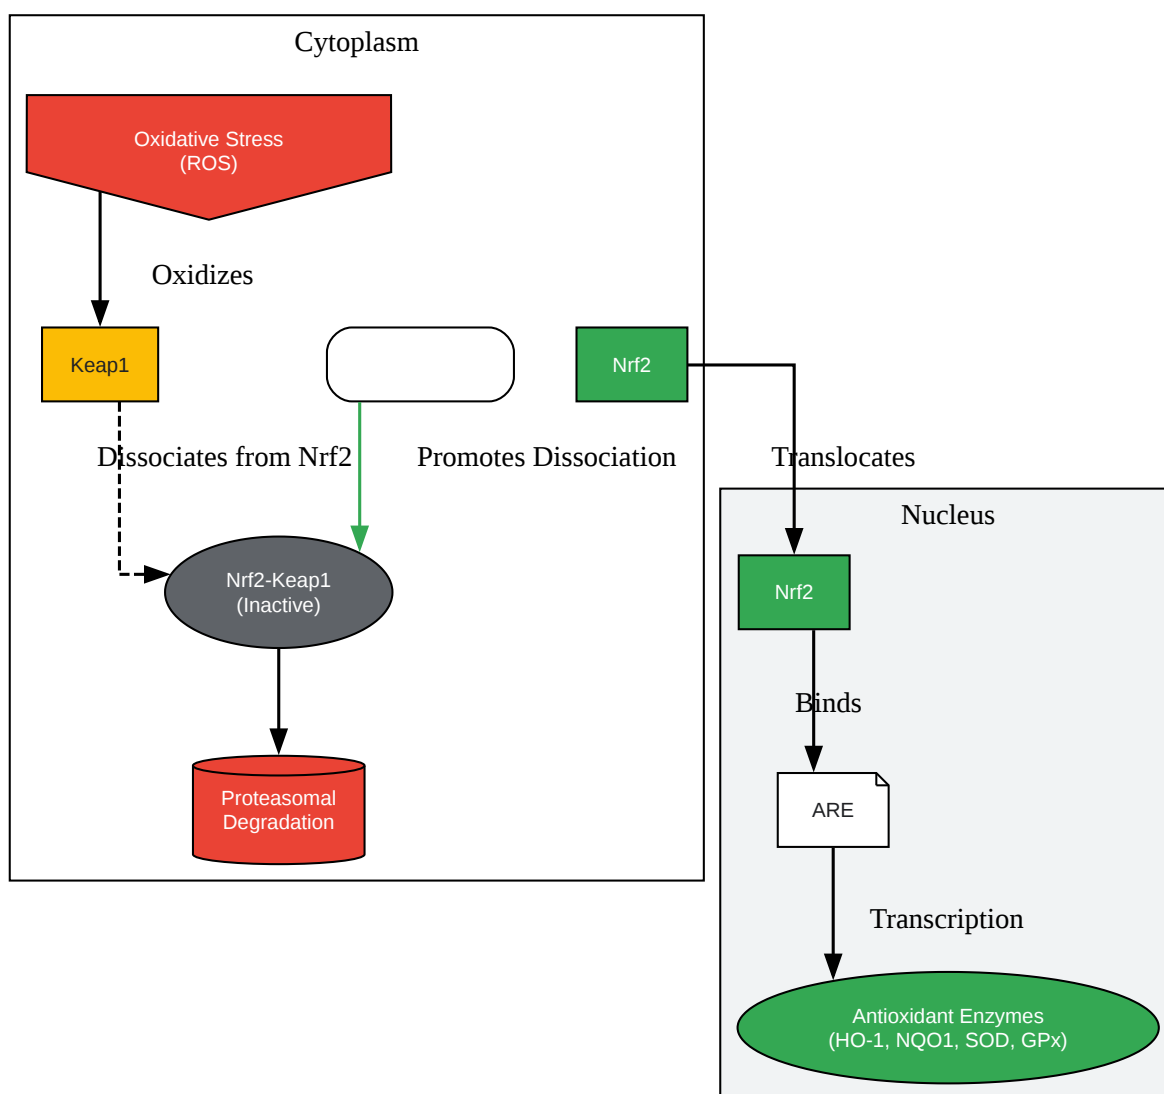 Cytoplasm
Oxidative Stress
(ROS)
Oxidizes
Keap1
Nrf2
Dissociates from Nrf2
Promotes Dissociation
Translocates
Nucleus
Nrf2-Keap1
(Inactive)
Nrf2
Binds
Proteasomal
Degradation
ARE
Transcription
Antioxidant Enzymes
(HO-1, NQO1, SOD, GPx)